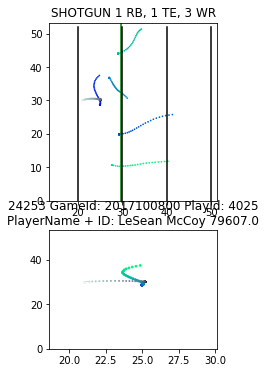 SHOTGUN 1 RB, 1 TE, 3 WR
50
40
30
20
10
0
20 30 40 50
24253 GameId: 2017100800 PlayId: 4025
PlayerName + ID: LeSean McCoy 79607.0
40
20
0
20.0 22.5 25.0 27.5 30.0